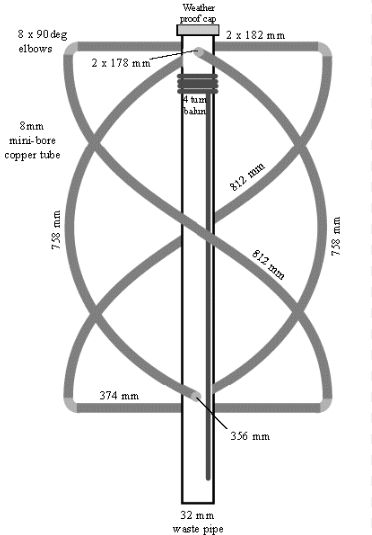 Weather
proof cap
8 x 90deg
elbows
2 x 182 mm
2 x 178 mm
4 turn
balun
8mm
mini-bore
copper tube
812 mm
758 mm
812 mm
758 mm
374 mm
356 mm
32 mm
waste pipe